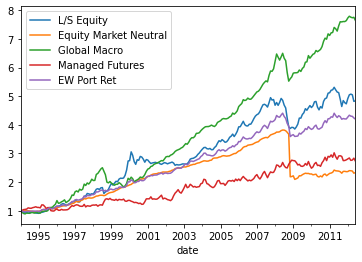 8
7
6
5
4
3
2
1
L/S Equity
Equity Market Neutral
Global Macro
Managed Futures
EW Port Ret
1995 1997 1999 2001 2003 2005 2007 2009 2011
date